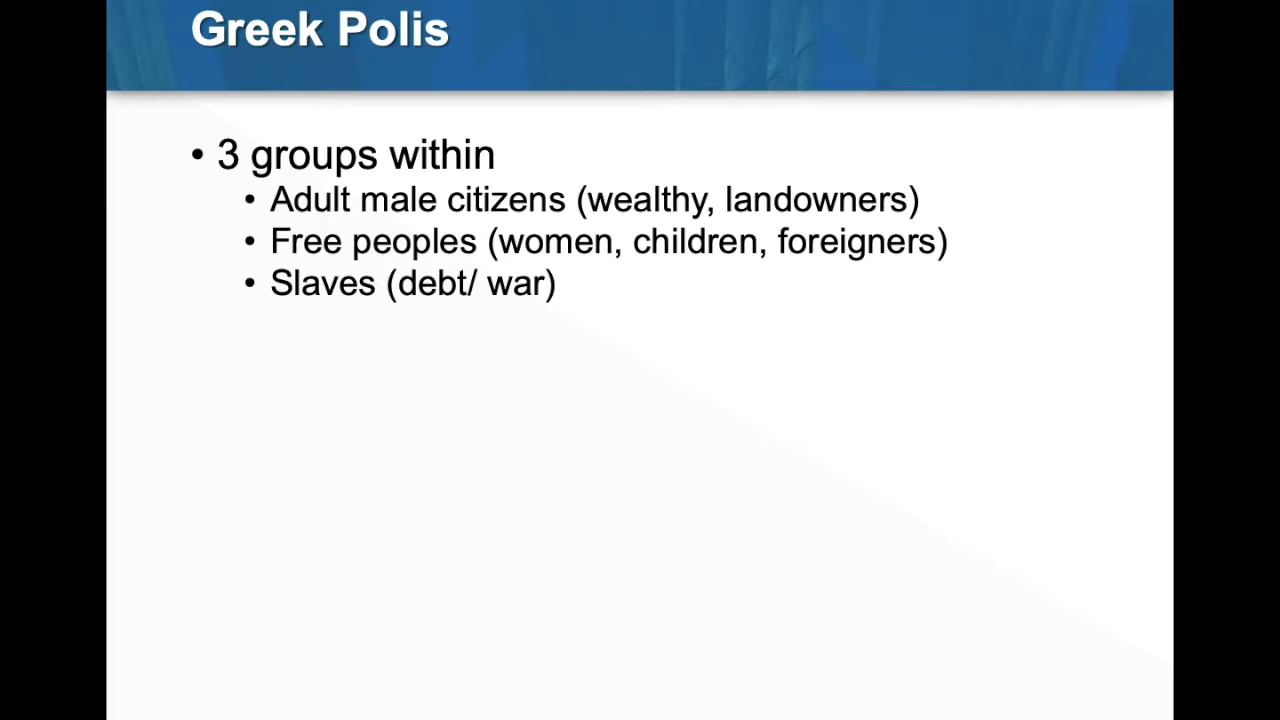 Greek Polis
• 3 groups within
• Adult male citizens (wealthy, landowners)
• Free peoples (women, children, foreigners)
• Slaves (debt/ war)